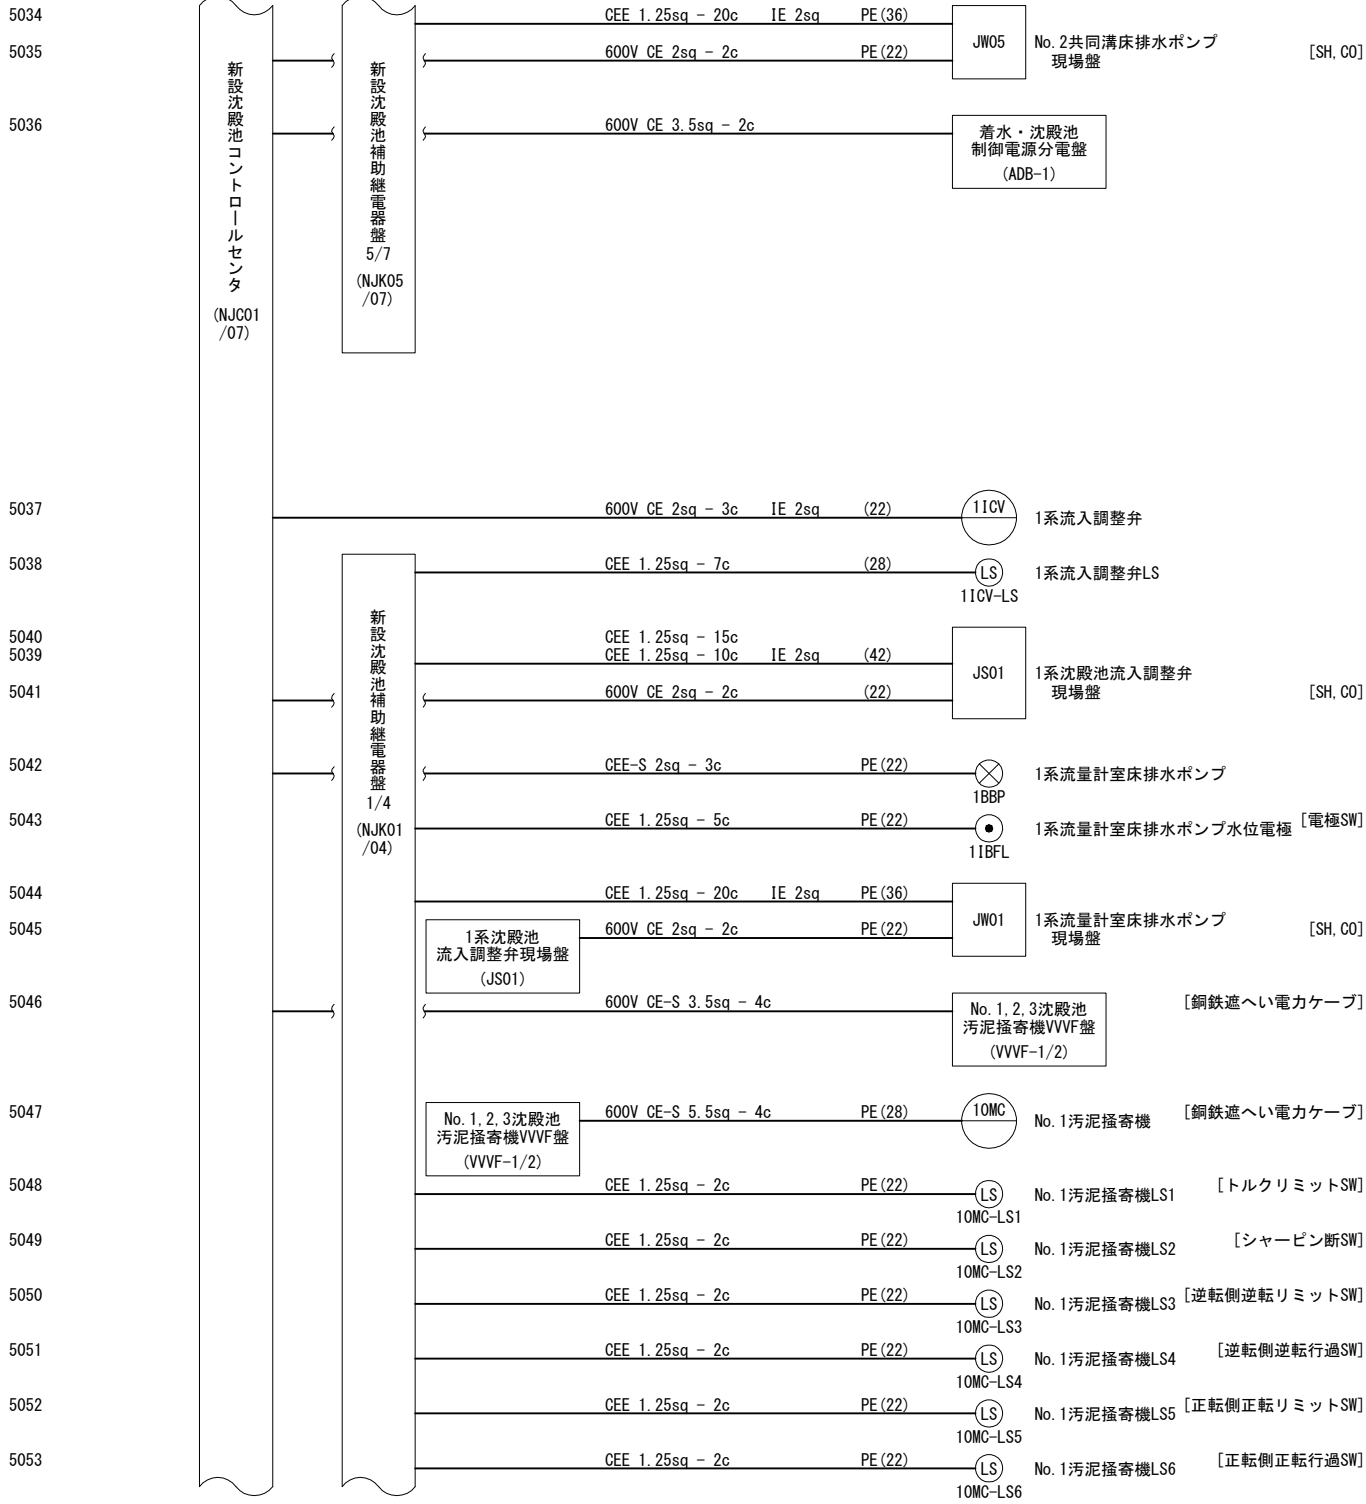 5034 CEE 1.25sq - 20c IE 2sq PE(36)
JW05
No.2共同溝床排水ポンプ
現場盤
5035 600V CE 2sq - 2c PE(22) [SH,CO]
新設沈殿池コントロールセンタ
(NJC01
/07)
新設沈殿池補助継電器盤
5/7
(NJK05
/07)
5036 600V CE 3.5sq - 2c
着水・沈殿池
制御電源分電盤
(ADB-1)
5037 600V CE 2sq - 3c IE 2sq (22)
1ICV
1系流入調整弁
5038 CEE 1.25sq - 7c (28)
LS
1ICV-LS
1系流入調整弁LS
新設沈殿池補助継電器盤
1/4
(NJK01
/04)
5040 CEE 1.25sq - 15c
5039 CEE 1.25sq - 10c IE 2sq (42)
JS01
1系沈殿池流入調整弁
現場盤
5041 600V CE 2sq - 2c (22) [SH,CO]
5042 CEE-S 2sq - 3c PE(22)
1BBP
1系流量計室床排水ポンプ
5043 CEE 1.25sq - 5c PE(22)
1IBFL
1系流量計室床排水ポンプ水位電極 [電極SW]
5044 CEE 1.25sq - 20c IE 2sq PE(36)
JW01
1系流量計室床排水ポンプ
現場盤
5045
1系沈殿池
流入調整弁現場盤
(JS01)
600V CE 2sq - 2c PE(22) [SH,CO]
5046 600V CE-S 3.5sq - 4c
No.1,2,3沈殿池
汚泥掻寄機VVVF盤
(VVVF-1/2)
[銅鉄遮へい電力ケーブ]
5047
No.1,2,3沈殿池
汚泥掻寄機VVVF盤
(VVVF-1/2)
600V CE-S 5.5sq - 4c PE(28)
10MC
No.1汚泥掻寄機 [銅鉄遮へい電力ケーブ]
5048 CEE 1.25sq - 2c PE(22)
LS
10MC-LS1
No.1汚泥掻寄機LS1 [トルクリミットSW]
5049 CEE 1.25sq - 2c PE(22)
LS
10MC-LS2
No.1汚泥掻寄機LS2 [シャーピン断SW]
5050 CEE 1.25sq - 2c PE(22)
LS
10MC-LS3
No.1汚泥掻寄機LS3 [逆転側逆転リミットSW]
5051 CEE 1.25sq - 2c PE(22)
LS
10MC-LS4
No.1汚泥掻寄機LS4 [逆転側逆転行過SW]
5052 CEE 1.25sq - 2c PE(22)
LS
10MC-LS5
No.1汚泥掻寄機LS5 [正転側正転リミットSW]
5053 CEE 1.25sq - 2c PE(22)
LS
10MC-LS6
No.1汚泥掻寄機LS6 [正転側正転行過SW]